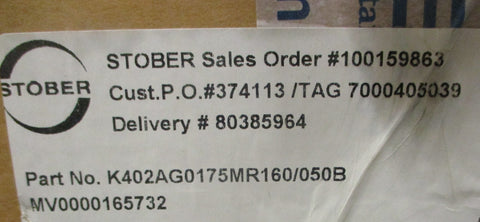 STOBER
STOBER Sales Order #100159863
Cust.P.O.#374113 /TAG 7000405039
Delivery # 80385964
Part No. K402AG0175MR160/050B
MV0000165732